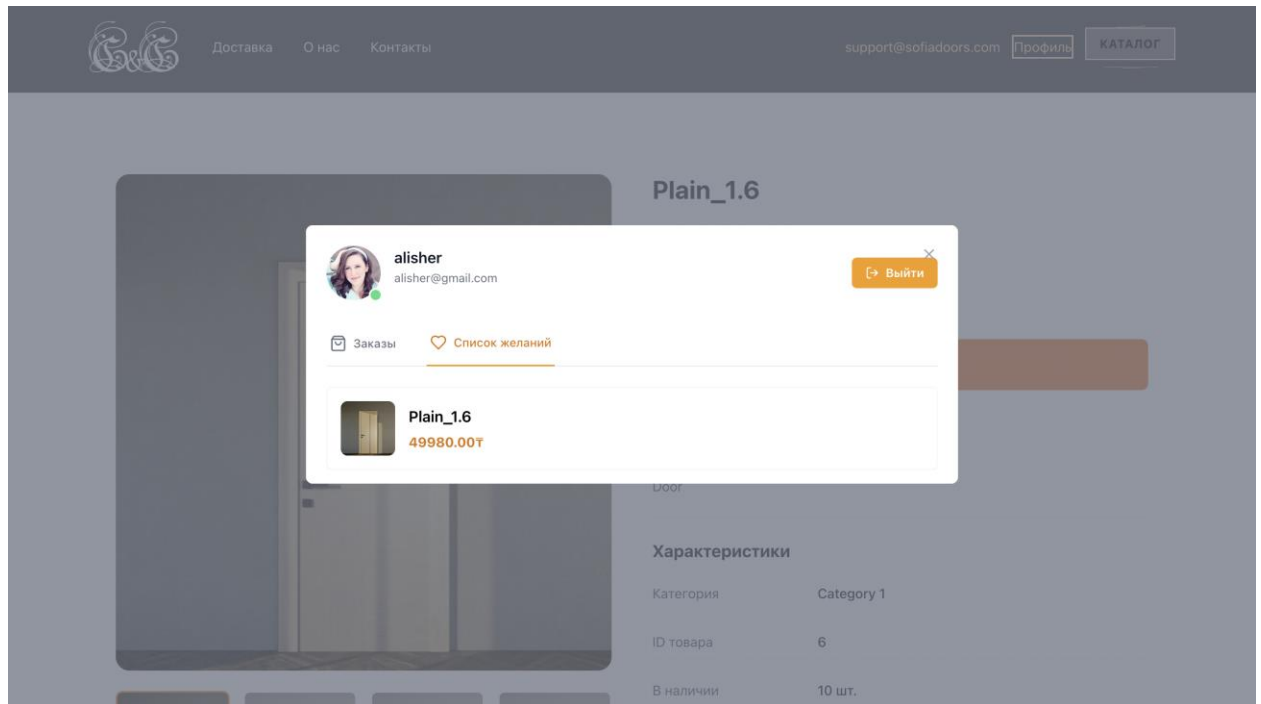 Доставка О нас Контакты support@sofiadoors.com Профиль КАТАЛОГ
Plain_1.6
alisher
alisher@gmail.com
Выйти
Заказы Список желаний
Plain_1.6
49980.00₸
Door
Характеристики
Категория Category 1
ID товара 6
В наличии 10 шт.